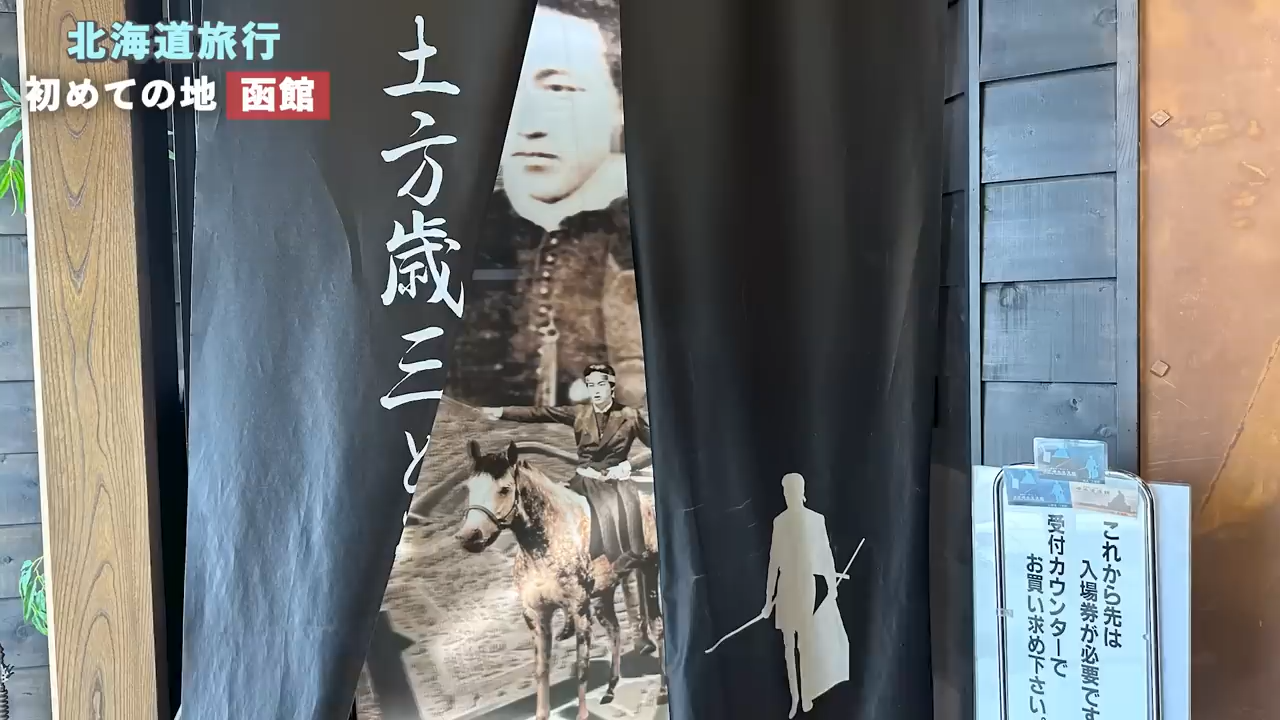 北海道旅行
初めての地 函館
土方歳三と
これから先は
入場券が必要です
受付カウンターで
お買い求め下さい。